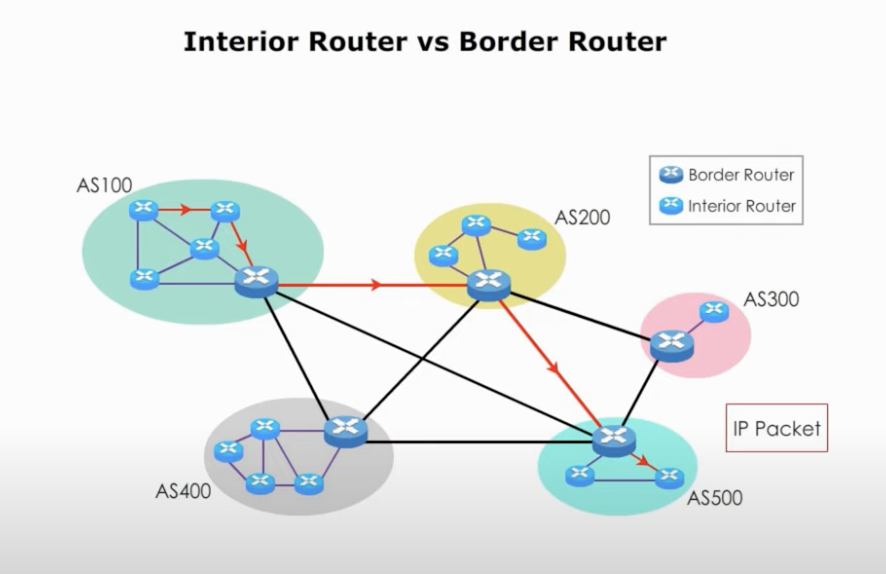 Interior Router vs Border Router
AS100
Border Router
Interior Router
AS200
AS300
IP Packet
AS400
AS500